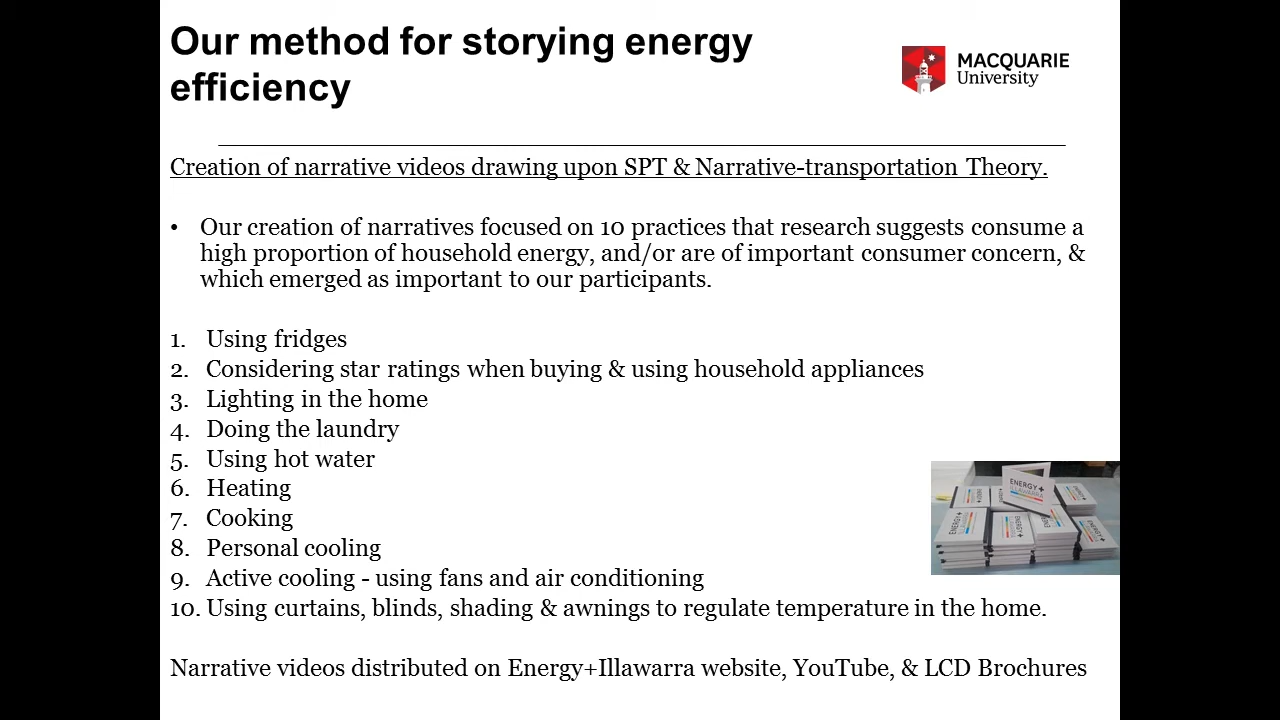 Our method for storying energy
efficiency
MACQUARIE
University
Creation of narrative videos drawing upon SPT & Narrative-transportation Theory.
• Our creation of narratives focused on 10 practices that research suggests consume a
high proportion of household energy, and/or are of important consumer concern, &
which emerged as important to our participants.
1. Using fridges
2. Considering star ratings when buying & using household appliances
3. Lighting in the home
4. Doing the laundry
5. Using hot water
6. Heating
7. Cooking
8. Personal cooling
9. Active cooling - using fans and air conditioning
10. Using curtains, blinds, shading & awnings to regulate temperature in the home.
ENERGY+
ILLAWARRA
Narrative videos distributed on Energy+Illawarra website, YouTube, & LCD Brochures